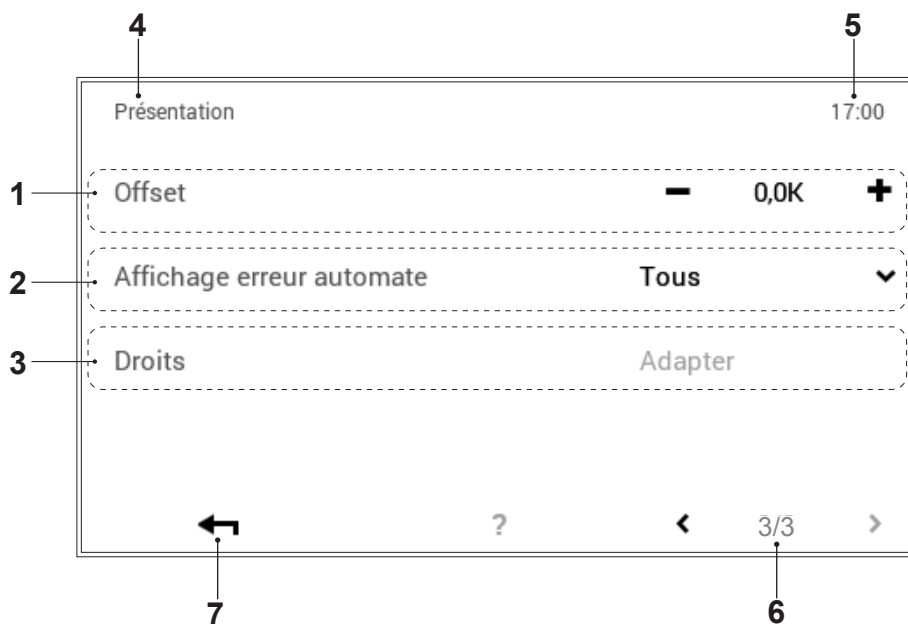 4 5
Présentation 17:00
1 Offset − 0,0K +
2 Affichage erreur automate Tous
3 Droits Adapter
? < 3/3 >
7 6